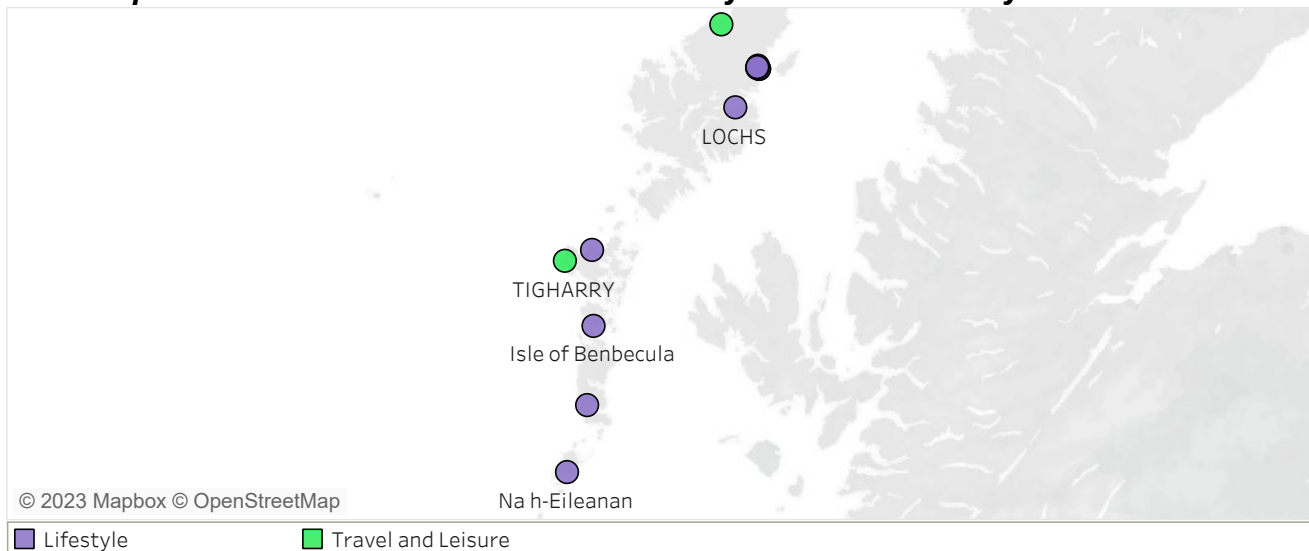 LOCHS
TIGHARRY
Isle of Benbecula
Na h-Eileanan
© 2023 Mapbox © OpenStreetMap
Lifestyle
Travel and Leisure